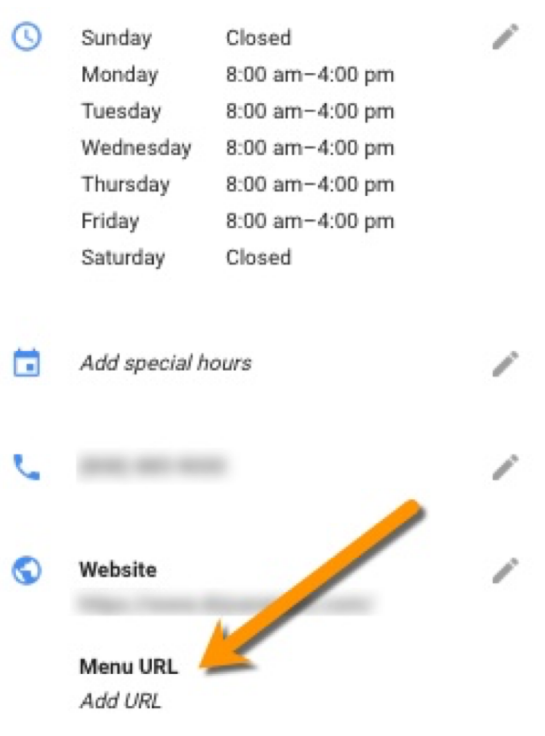 Sunday Closed
Monday 8:00 am–4:00 pm
Tuesday 8:00 am–4:00 pm
Wednesday 8:00 am–4:00 pm
Thursday 8:00 am–4:00 pm
Friday 8:00 am–4:00 pm
Saturday Closed
Add special hours
Website
Menu URL
Add URL